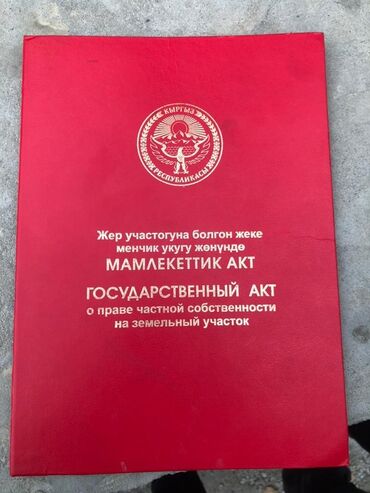 КЫРГЫЗ
РЕСПУБЛИКАСЫ
Жер участогуна болгон жеке
менчик укугу жөнүндө
МАМЛЕКЕТТИК АКТ
ГОСУДАРСТВЕННЫЙ АКТ
о праве частной собственности
на земельный участок